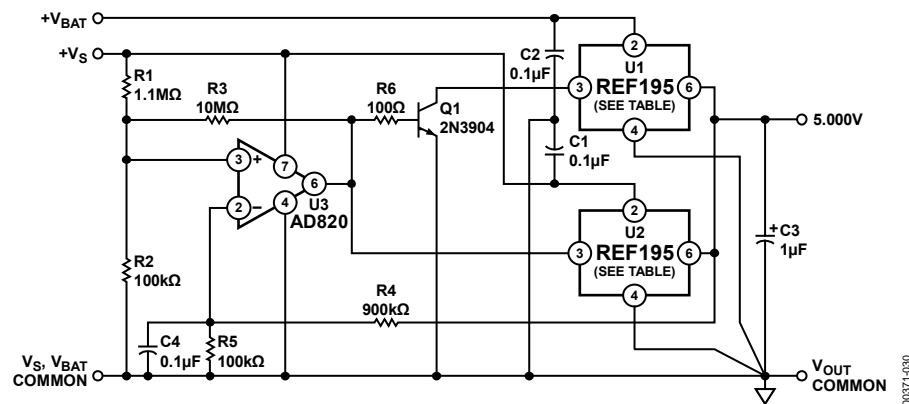 +VBAT
+VS
R1
1.1MΩ
R3
10MΩ
R6
100Ω
Q1
2N3904
C2
0.1µF
2
U1
3
REF195
6
(SEE TABLE)
4
5.000V
C1
0.1µF
3
+
7
6
U3
2
−
4
AD820
2
U2
3
REF195
6
(SEE TABLE)
4
+
C3
1µF
R2
100kΩ
R4
900kΩ
C4
0.1µF
R5
100kΩ
VS, VBAT
COMMON
VOUT
COMMON
00371-030